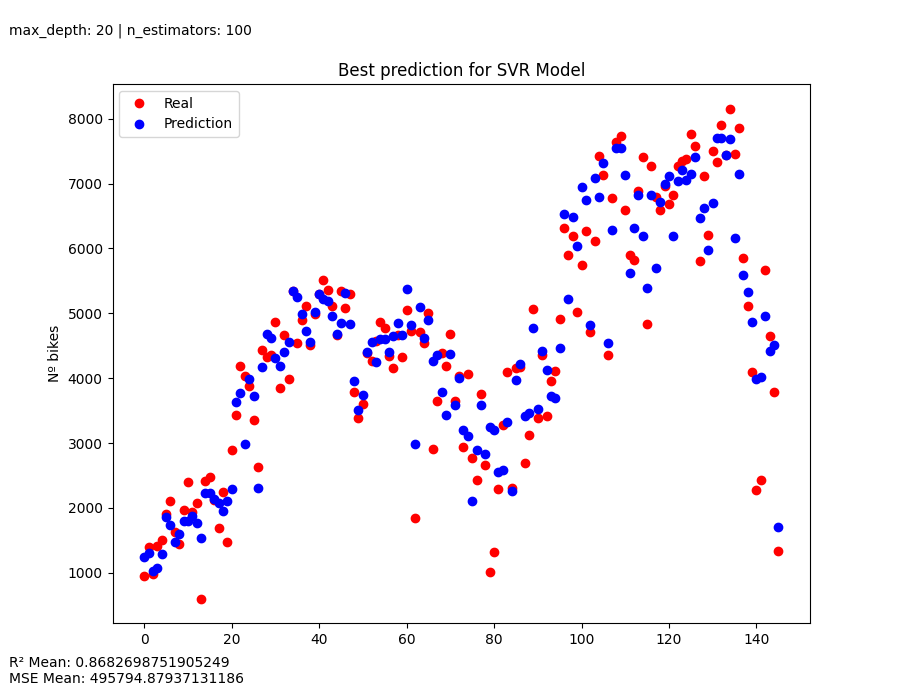 max_depth: 20 | n_estimators: 100
Best prediction for SVR Model
Real
Prediction
Nº bikes
8000
7000
6000
5000
4000
3000
2000
1000
0 20 40 60 80 100 120 140
R² Mean: 0.8682698751905249
MSE Mean: 495794.87937131186